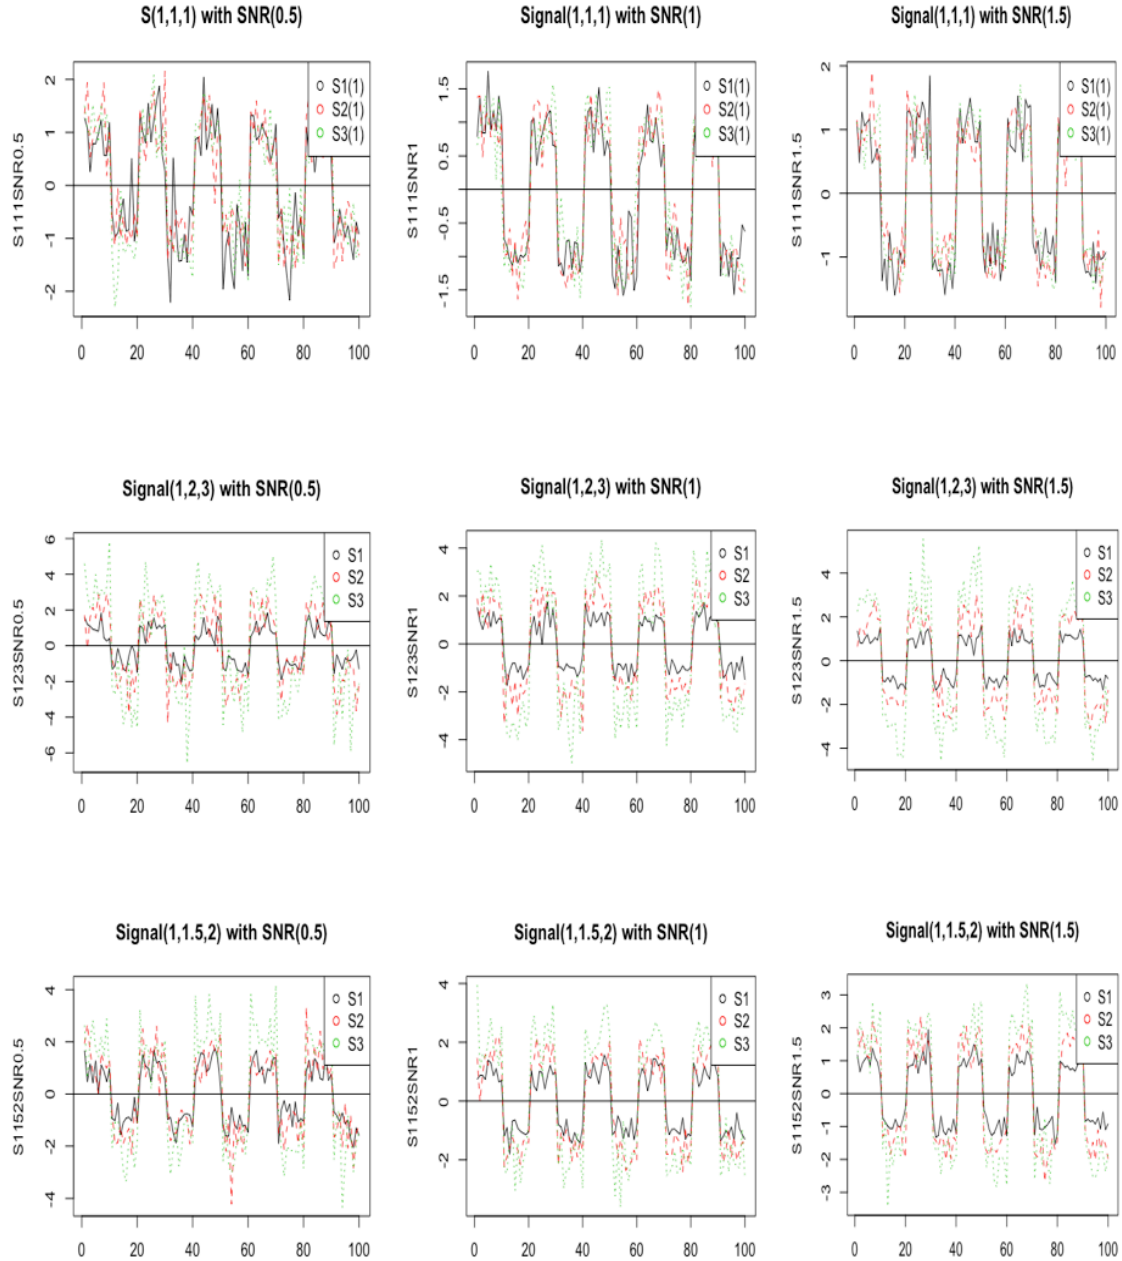 S(1,1,1) with SNR(0.5)
Signal(1,1,1) with SNR(1)
Signal(1,1,1) with SNR(1.5)
S111SNR0.5
2
1
0
-1
-2
0 20 40 60 80 100
S1(1)
S2(1)
S3(1)
S111SNR1
1.5
0.5
-0.5
-1.5
0 20 40 60 80 100
S1(1)
S2(1)
S3(1)
S111SNR1.5
2
1
0
-1
0 20 40 60 80 100
S1(1)
S2(1)
S3(1)
Signal(1,2,3) with SNR(0.5)
Signal(1,2,3) with SNR(1)
Signal(1,2,3) with SNR(1.5)
S123SNR0.5
6
4
2
0
-2
-4
-6
0 20 40 60 80 100
S1
S2
S3
S123SNR1
4
2
0
-2
-4
0 20 40 60 80 100
S1
S2
S3
S123SNR1.5
4
2
0
-2
-4
0 20 40 60 80 100
S1
S2
S3
Signal(1,1.5,2) with SNR(0.5)
Signal(1,1.5,2) with SNR(1)
Signal(1,1.5,2) with SNR(1.5)
S1152SNR0.5
4
2
0
-2
-4
0 20 40 60 80 100
S1
S2
S3
S1152SNR1
4
2
0
-2
0 20 40 60 80 100
S1
S2
S3
S1152SNR1.5
3
2
1
0
-1
-2
-3
0 20 40 60 80 100
S1
S2
S3